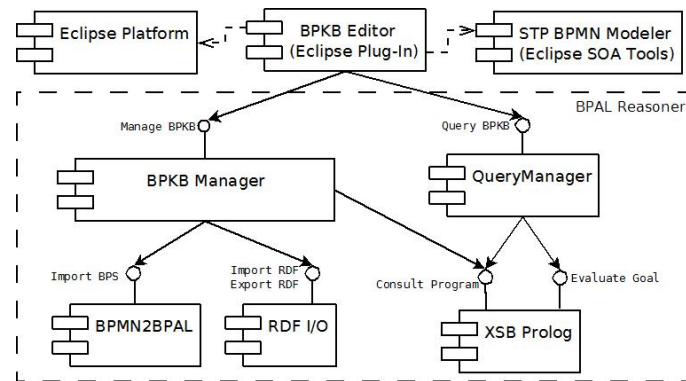 Eclipse Platform
BPKB Editor
(Eclipse Plug-In)
STP BPMN Modeler
(Eclipse SOA Tools)
BPAL Reasoner
Manage BPKB
Query BPKB
BPKB Manager
QueryManager
Import BPS
Import RDF
Export RDF
Consult Program
Evaluate Goal
BPMN2BPAL
RDF I/O
XSB Prolog